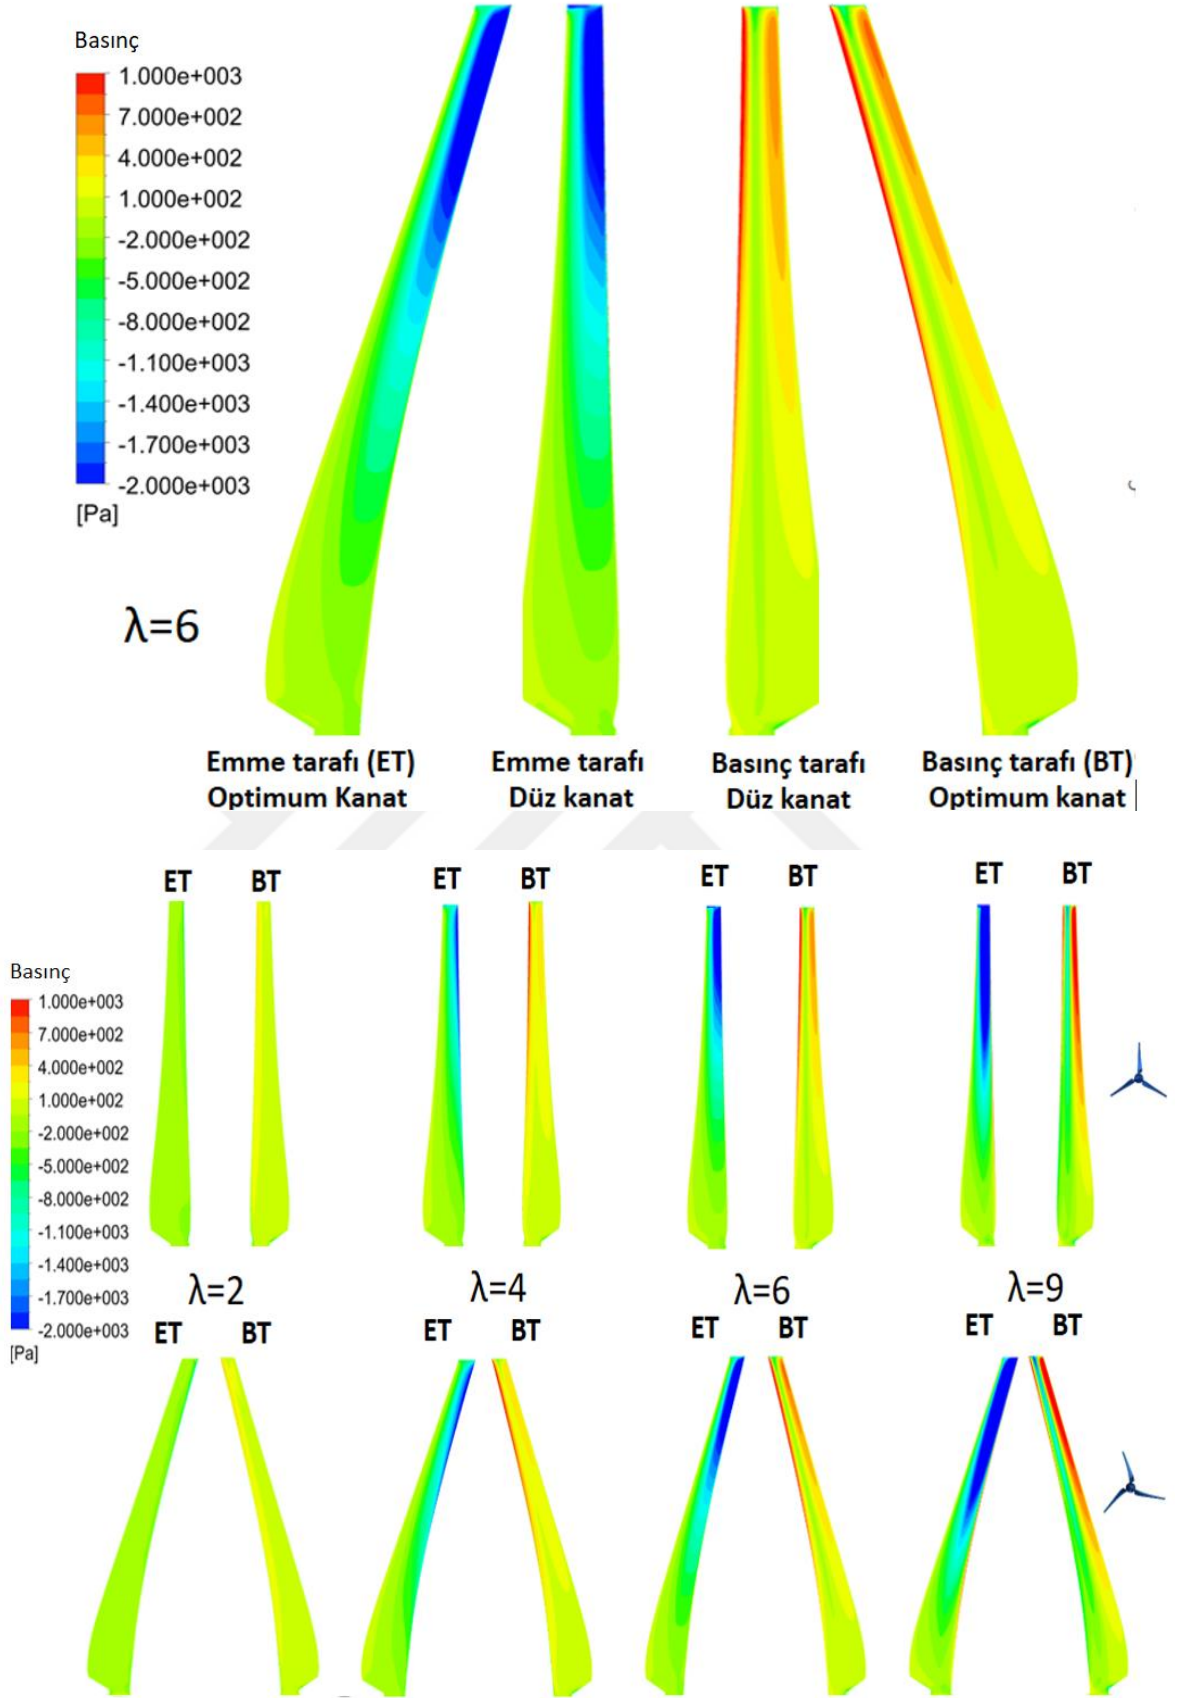 Basınç
1.000e+003
7.000e+002
4.000e+002
1.000e+002
-2.000e+002
-5.000e+002
-8.000e+002
-1.100e+003
-1.400e+003
-1.700e+003
-2.000e+003
[Pa]
λ=6
Emme tarafı (ET)
Optimum Kanat
Emme tarafı
Düz kanat
Basınç tarafı
Düz kanat
Basınç tarafı (BT)
Optimum kanat
ET BT ET BT ET BT ET BT
Basınç
1.000e+003
7.000e+002
4.000e+002
1.000e+002
-2.000e+002
-5.000e+002
-8.000e+002
-1.100e+003
-1.400e+003
-1.700e+003
-2.000e+003
[Pa]
λ=2 λ=4 λ=6 λ=9
ET BT ET BT ET BT ET BT